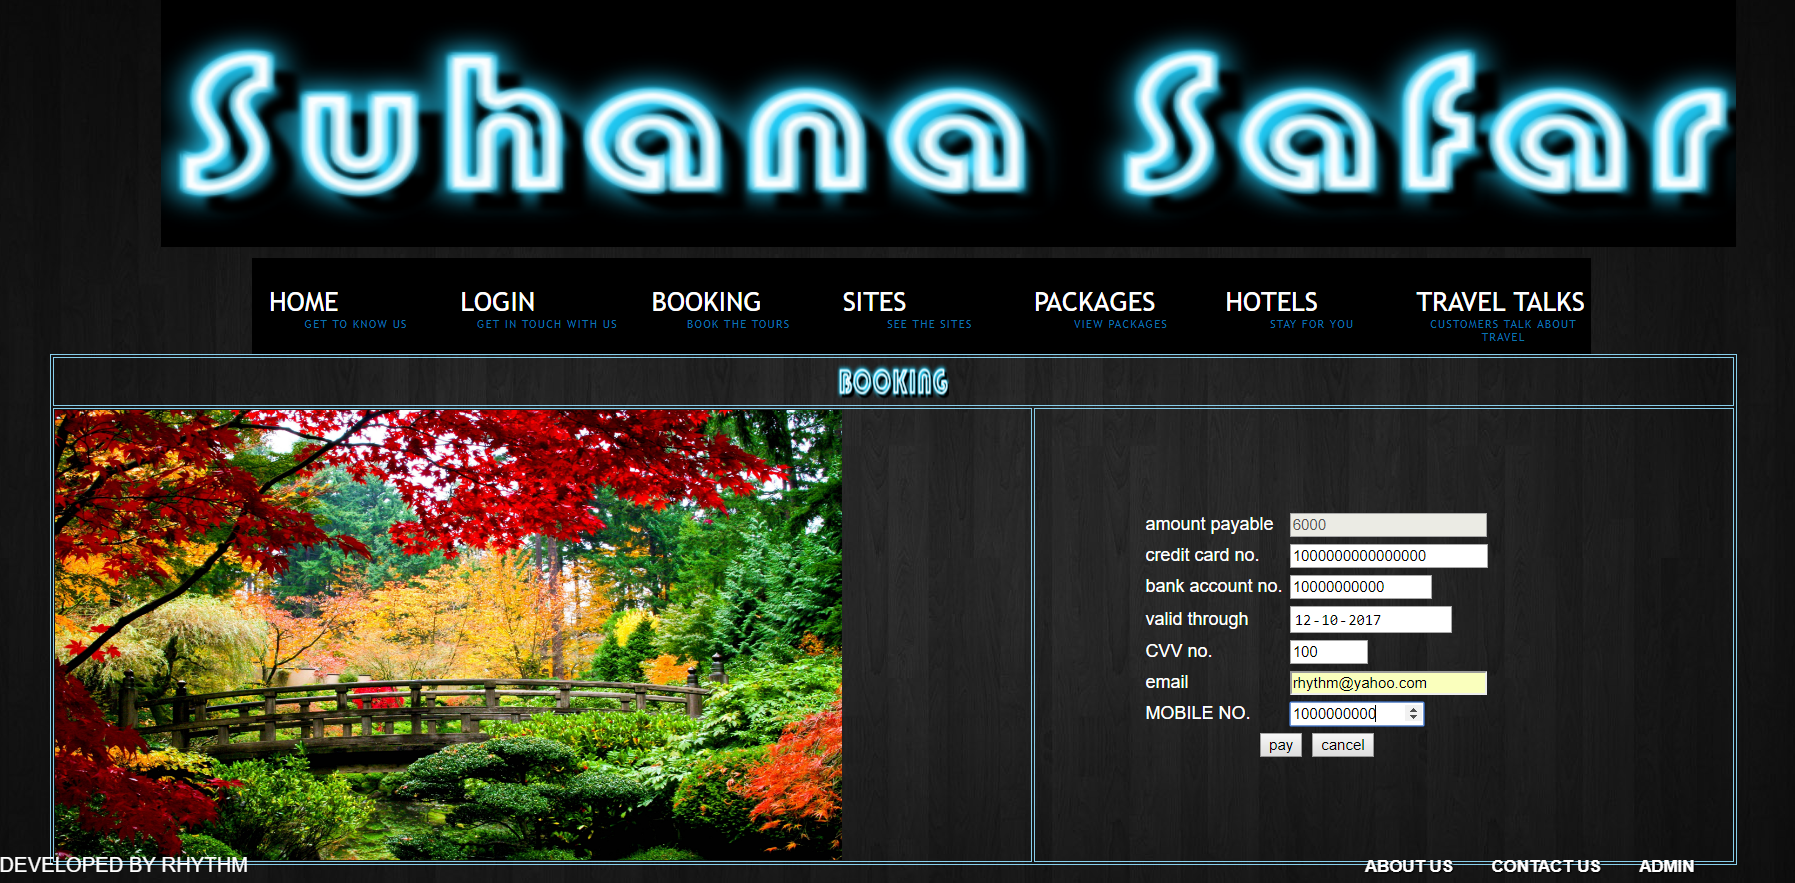 Suhana Safar
HOME LOGIN BOOKING SITES PACKAGES HOTELS TRAVEL TALKS
GET TO KNOW US GET IN TOUCH WITH US BOOK THE TOURS SEE THE SITES VIEW PACKAGES STAY FOR YOU CUSTOMERS TALK ABOUT
TRAVEL
BOOKING
amount payable 6000
credit card no. 1000000000000000
bank account no. 10000000000
valid through 12-10-2017
CVV no. 100
email rhythm@yahoo.com
MOBILE NO. 1000000000
pay cancel
DEVELOPED BY RHYTHM ABOUT US CONTACT US ADMIN